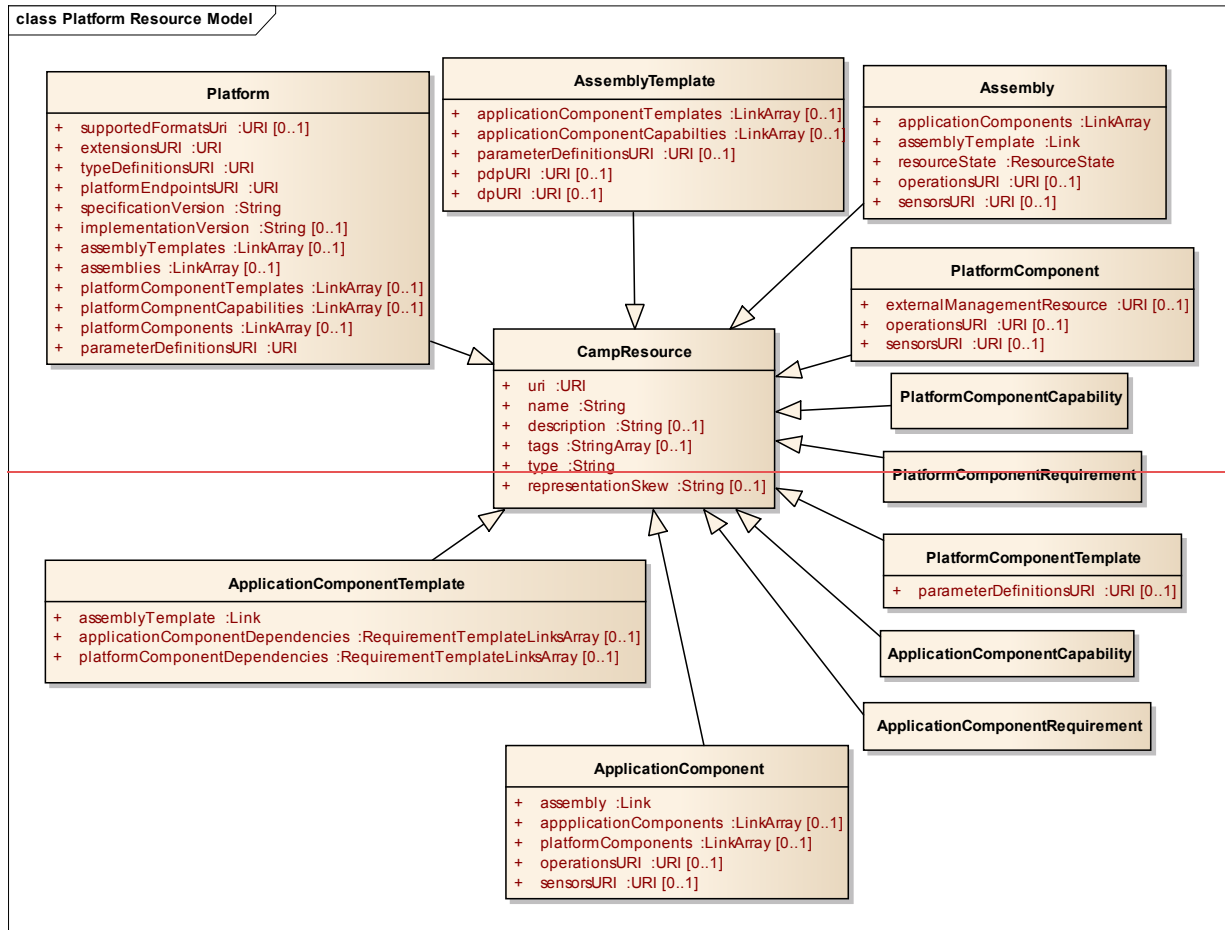 class Platform Resource Model
Platform
+ supportedFormatsUri :URI [0..1]
+ extensionsURI :URI
+ typeDefinitionsURI :URI
+ platformEndpointsURI :URI
+ specificationVersion :String
+ implementationVersion :String [0..1]
+ assemblyTemplates :LinkArray [0..1]
+ assemblies :LinkArray [0..1]
+ platformComponentTemplates :LinkArray [0..1]
+ platformCompnentCapabilities :LinkArray [0..1]
+ platformComponents :LinkArray [0..1]
+ parameterDefinitionsURI :URI
AssemblyTemplate
+ applicationComponentTemplates :LinkArray [0..1]
+ applicationComponentCapabilties :LinkArray [0..1]
+ parameterDefinitionsURI :URI [0..1]
+ pdpURI :URI [0..1]
+ dpURI :URI [0..1]
Assembly
+ applicationComponents :LinkArray
+ assemblyTemplate :Link
+ resourceState :ResourceState
+ operationsURI :URI [0..1]
+ sensorsURI :URI [0..1]
PlatformComponent
+ externalManagementResource :URI [0..1]
+ operationsURI :URI [0..1]
+ sensorsURI :URI [0..1]
CampResource
+ uri :URI
+ name :String
+ description :String [0..1]
+ tags :StringArray [0..1]
+ type :String
+ representationSkew :String [0..1]
PlatformComponentCapability
PlatformComponentRequirement
PlatformComponentTemplate
+ parameterDefinitionsURI :URI [0..1]
ApplicationComponentTemplate
+ assemblyTemplate :Link
+ applicationComponentDependencies :RequirementTemplateLinksArray [0..1]
+ platformComponentDependencies :RequirementTemplateLinksArray [0..1]
ApplicationComponentCapability
ApplicationComponentRequirement
ApplicationComponent
+ assembly :Link
+ appplicationComponents :LinkArray [0..1]
+ platformComponents :LinkArray [0..1]
+ operationsURI :URI [0..1]
+ sensorsURI :URI [0..1]